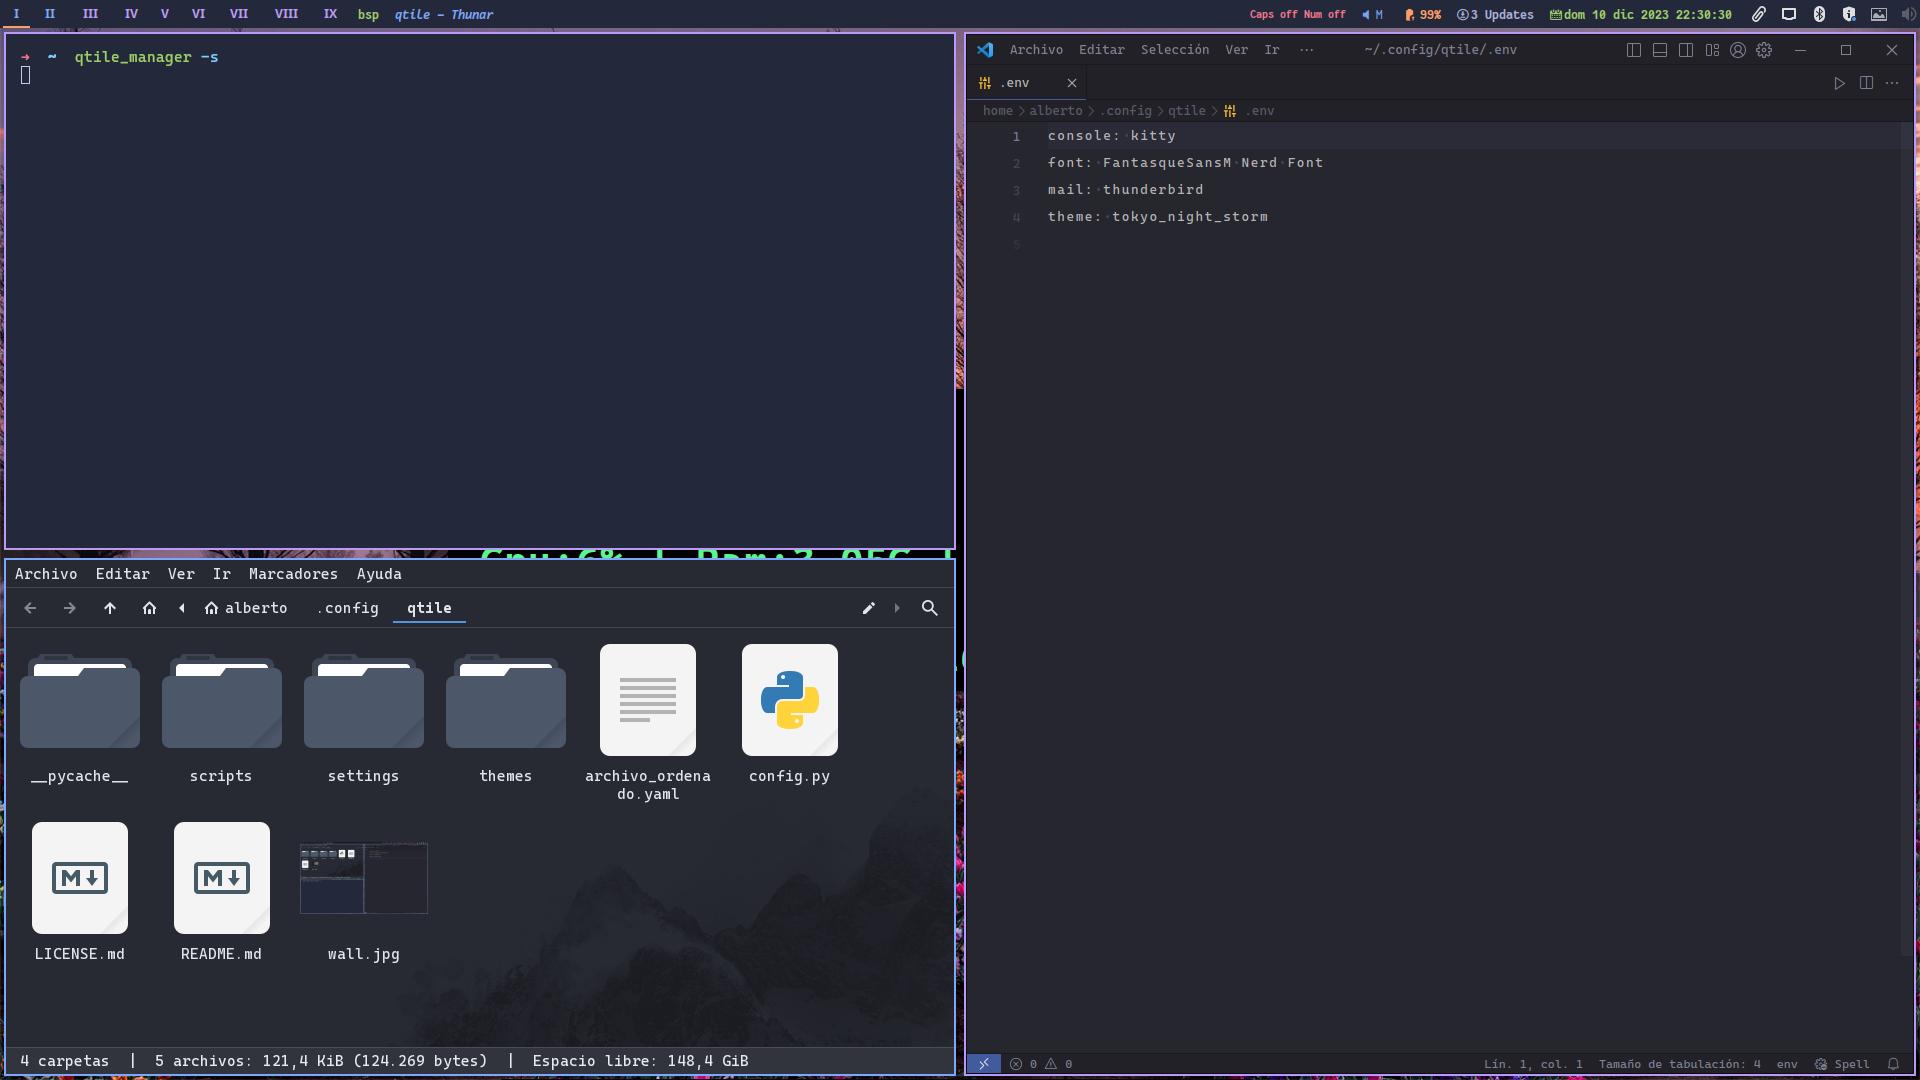 I II III IV V VI VII VIII IX bsp qtile - Thunar Caps off Num off M 99% 3 Updates dom 10 dic 2023 22:30:30
➜ ~ qtile_manager -s
Archivo Editar Selección Ver Ir ··· ~/.config/qtile/.env
.env
home > alberto > .config > qtile > .env
1 console: kitty
2 font: FantasqueSansM Nerd Font
3 mail: thunderbird
4 theme: tokyo_night_storm
5
Archivo Editar Ver Ir Marcadores Ayuda
alberto .config qtile
__pycache__ scripts settings themes archivo_ordena config.py
do.yaml
LICENSE.md README.md wall.jpg
4 carpetas | 5 archivos: 121,4 KiB (124.269 bytes) | Espacio libre: 148,4 GiB
0 0 Lín. 1, col. 1 Tamaño de tabulación: 4 env Spell